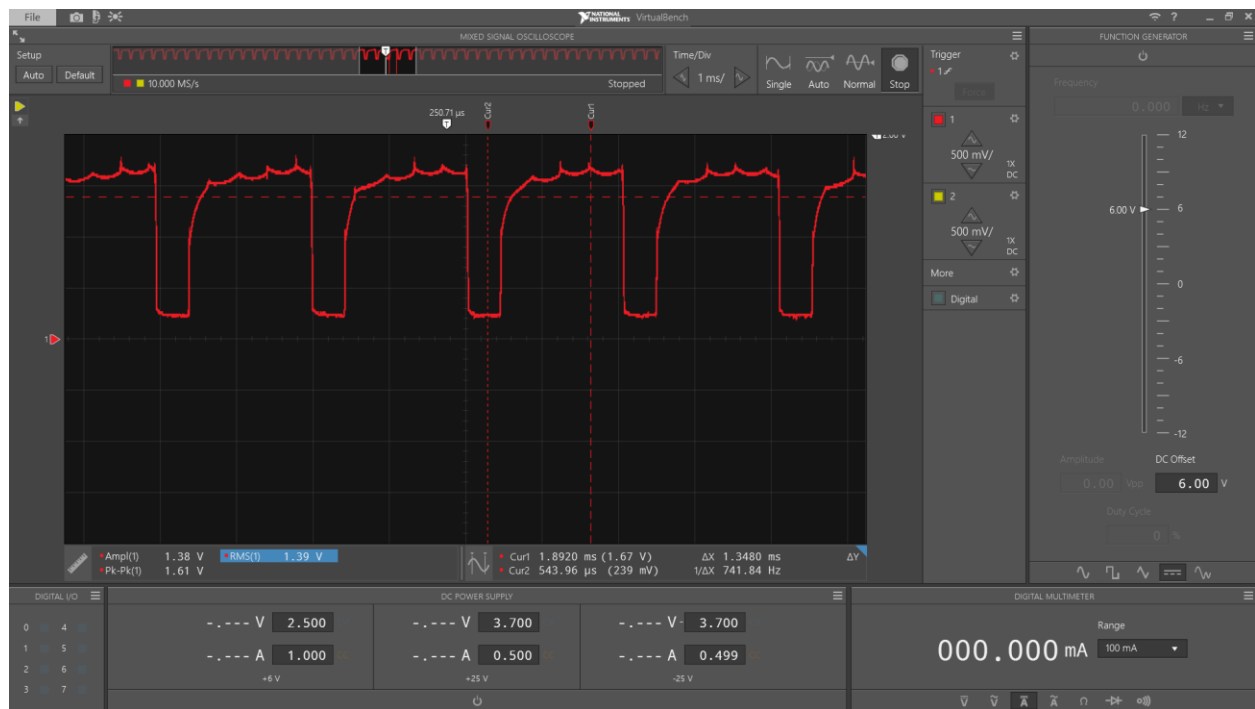 File
NATIONAL INSTRUMENTS VirtualBench
?
MIXED SIGNAL OSCILLOSCOPE
FUNCTION GENERATOR
Setup
Auto Default
T
10.000 MS/s
Stopped
Time/Div
1 ms/
Single Auto Normal Stop
Trigger
1
Force
Frequency
0.000 Hz
250.71 µs
T
Cur2
Cur1
T 2.00 V
1
500 mV/
1X
DC
2
500 mV/
1X
DC
More
Digital
12
6.00 V
6
0
-6
-12
1
Amplitude
DC Offset
0.00 Vpp
6.00 V
Duty Cycle
0 %
Ampl(1) 1.38 V RMS(1) 1.39 V
Pk-Pk(1) 1.61 V
Cur1 1.8920 ms (1.67 V) ΔX 1.3480 ms ΔY
Cur2 543.96 µs (239 mV) 1/ΔX 741.84 Hz
DIGITAL I/O
0 4
1 5
2 6
3 7
DC POWER SUPPLY
-.--- V 2.500
-.--- A 1.000 CC
+6 V
-.--- V 3.700
-.--- A 0.500 CC
+25 V
-.--- V - 3.700
-.--- A 0.499 CC
-25 V
DIGITAL MULTIMETER
000.000 mA
Range
100 mA
V V A A Ω